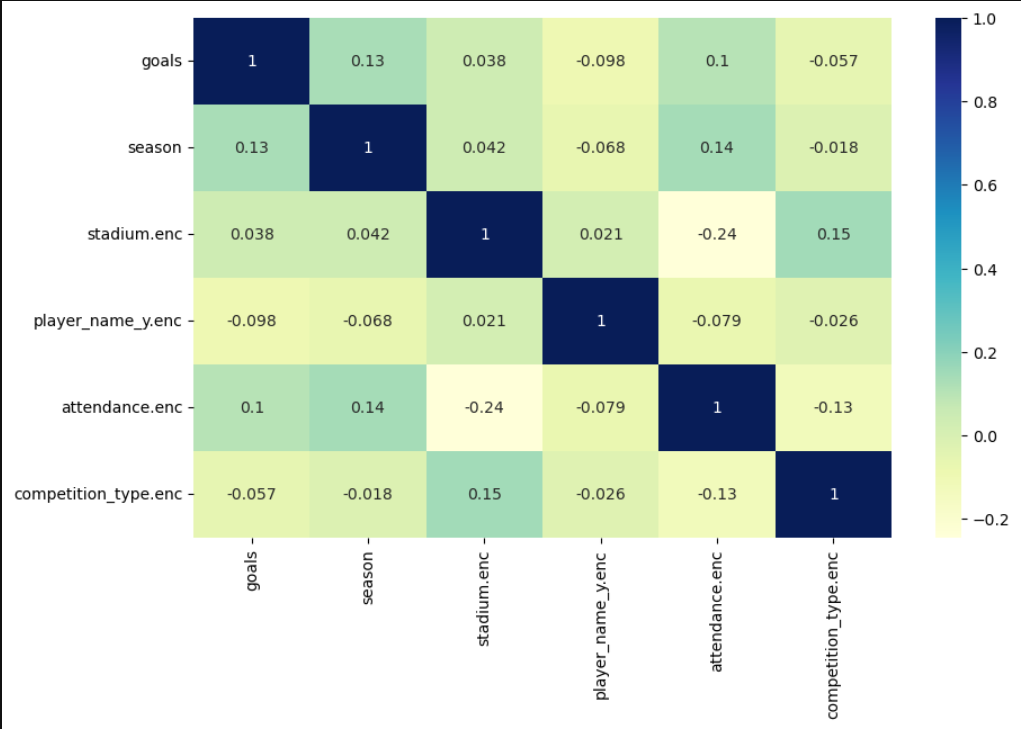 goals 1 0.13 0.038 -0.098 0.1 -0.057
season 0.13 1 0.042 -0.068 0.14 -0.018
stadium.enc 0.038 0.042 1 0.021 -0.24 0.15
player_name_y.enc -0.098 -0.068 0.021 1 -0.079 -0.026
attendance.enc 0.1 0.14 -0.24 -0.079 1 -0.13
competition_type.enc -0.057 -0.018 0.15 -0.026 -0.13 1
goals
season
stadium.enc
player_name_y.enc
attendance.enc
competition_type.enc
1.0
0.8
0.6
0.4
0.2
0.0
−0.2